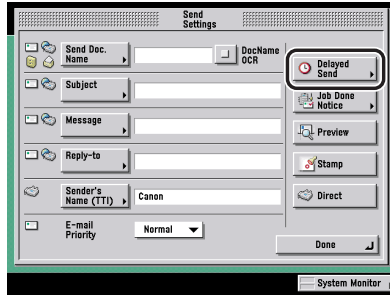 Send
Settings
Send Doc.
Name
DocName
OCR
Delayed
Send
Subject
Job Done
Notice
Message
Preview
Reply-to
Stamp
Sender's
Name (TTI)
Canon
Direct
E-mail
Priority
Normal
Done
System Monitor